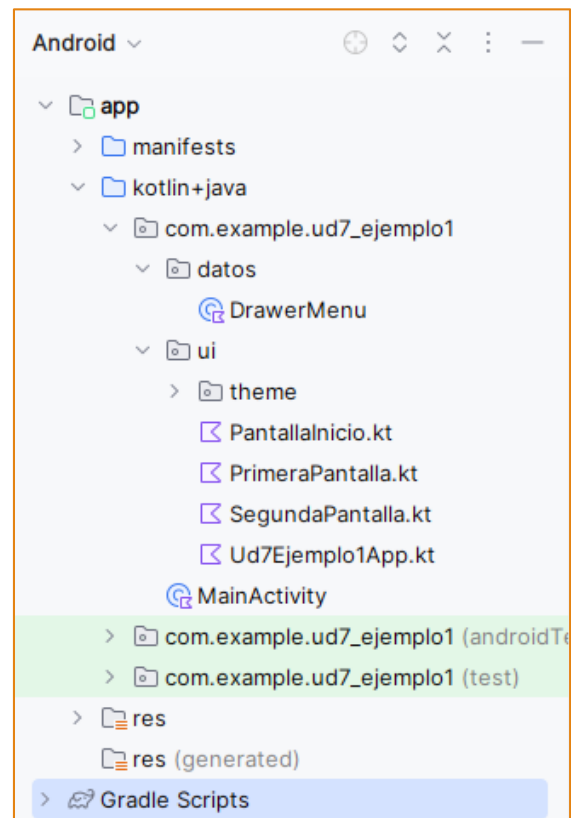 Android
app
manifests
kotlin+java
com.example.ud7_ejemplo1
datos
DrawerMenu
ui
theme
PantallaInicio.kt
PrimeraPantalla.kt
SegundaPantalla.kt
Ud7Ejemplo1App.kt
MainActivity
com.example.ud7_ejemplo1 (androidTe
com.example.ud7_ejemplo1 (test)
res
res (generated)
Gradle Scripts